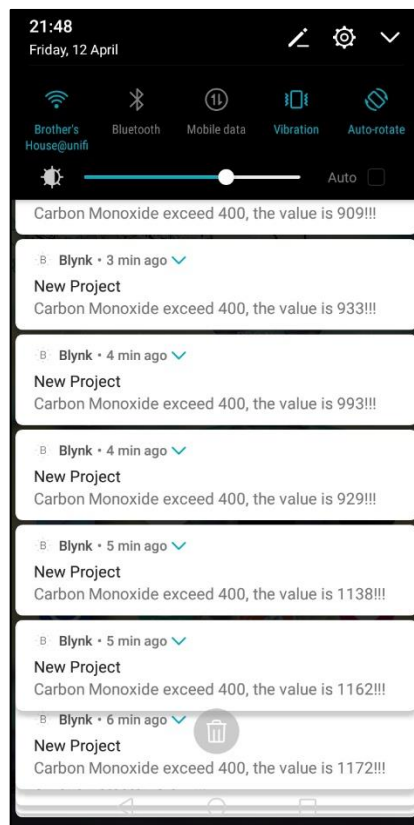 21:48
Friday, 12 April
Brother's
House@unifi
Bluetooth
Mobile data
Vibration
Auto-rotate
Auto
Carbon Monoxide exceed 400, the value is 909!!!
B Blynk • 3 min ago
New Project
Carbon Monoxide exceed 400, the value is 933!!!
B Blynk • 4 min ago
New Project
Carbon Monoxide exceed 400, the value is 993!!!
B Blynk • 4 min ago
New Project
Carbon Monoxide exceed 400, the value is 929!!!
B Blynk • 5 min ago
New Project
Carbon Monoxide exceed 400, the value is 1138!!!
B Blynk • 5 min ago
New Project
Carbon Monoxide exceed 400, the value is 1162!!!
B Blynk • 6 min ago
New Project
Carbon Monoxide exceed 400, the value is 1172!!!